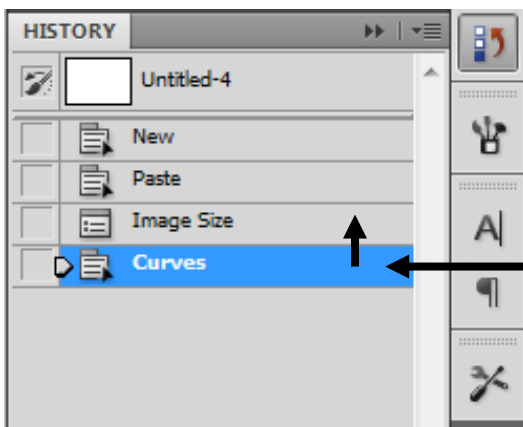 HISTORY
Untitled-4
New
Paste
Image Size
Curves
A
¶